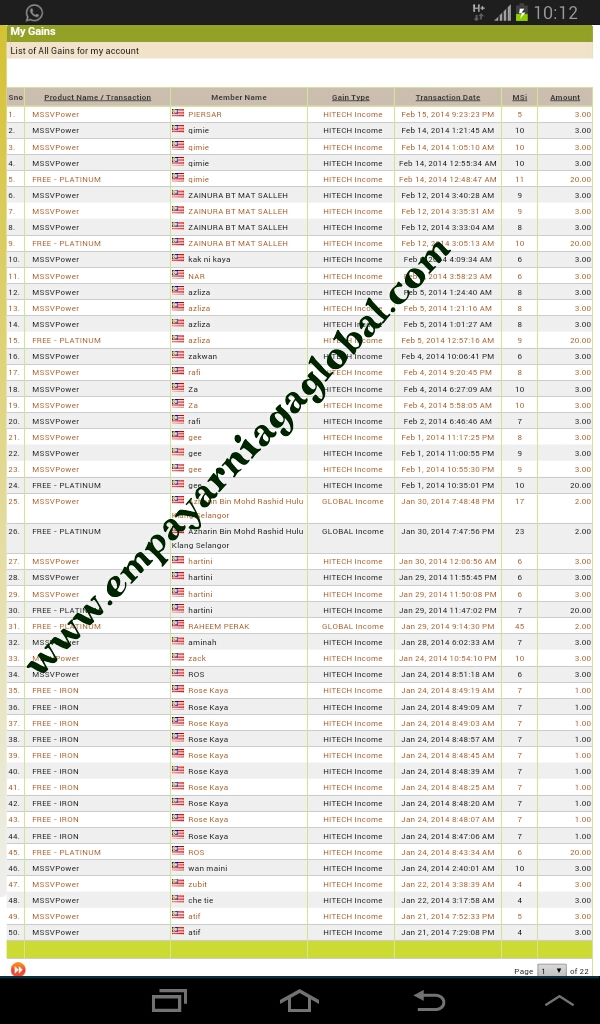 H+ 10:12
My Gains
List of All Gains for my account
Sno Product Name / Transaction Member Name Gain Type Transaction Date MSi Amount
1. MSSVPower PIERSAR HITECH Income Feb 15, 2014 9:23:23 PM 5 3.00
2. MSSVPower qimie HITECH Income Feb 14, 2014 1:21:45 AM 10 3.00
3. MSSVPower qimie HITECH Income Feb 14, 2014 1:05:10 AM 10 3.00
4. MSSVPower qimie HITECH Income Feb 14, 2014 12:55:34 AM 10 3.00
5. FREE - PLATINUM qimie HITECH Income Feb 14, 2014 12:48:47 AM 11 20.00
6. MSSVPower ZAINURA BT MAT SALLEH HITECH Income Feb 12, 2014 3:40:28 AM 9 3.00
7. MSSVPower ZAINURA BT MAT SALLEH HITECH Income Feb 12, 2014 3:35:31 AM 9 3.00
8. MSSVPower ZAINURA BT MAT SALLEH HITECH Income Feb 12, 2014 3:33:04 AM 8 3.00
9. FREE - PLATINUM ZAINURA BT MAT SALLEH HITECH Income Feb 12, 2014 3:05:13 AM 10 20.00
10. MSSVPower kak ni kaya HITECH Income Feb 2014 4:09:34 AM 6 3.00
11. MSSVPower NAR HITECH Income 2014 3:58:23 AM 6 3.00
12. MSSVPower azliza HITECH Income Feb 5, 2014 1:24:40 AM 8 3.00
13. MSSVPower azliza HITECH Income Feb 5, 2014 1:21:16 AM 8 3.00
14. MSSVPower azliza HITECH Income Feb 5, 2014 1:01:27 AM 8 3.00
15. FREE - PLATINUM azliza HITECH Income Feb 5, 2014 12:57:16 AM 9 20.00
16. MSSVPower zakwan HITECH Income Feb 4, 2014 10:06:41 PM 6 3.00
17. MSSVPower rafi HITECH Income Feb 4, 2014 9:20:45 PM 8 3.00
18. MSSVPower Za HITECH Income Feb 4, 2014 6:27:09 AM 10 3.00
19. MSSVPower Za HITECH Income Feb 4, 2014 5:58:05 AM 10 3.00
20. MSSVPower rafi HITECH Income Feb 2, 2014 6:46:46 AM 7 3.00
21. MSSVPower gee HITECH Income Feb 1, 2014 11:17:25 PM 8 3.00
22. MSSVPower gee HITECH Income Feb 1, 2014 11:00:55 PM 9 3.00
23. MSSVPower gee HITECH Income Feb 1, 2014 10:55:30 PM 9 3.00
24. FREE - PLATINUM gee HITECH Income Feb 1, 2014 10:35:01 PM 10 20.00
25. MSSVPower Azharin Bin Mohd Rashid Hulu GLOBAL Income Jan 30, 2014 7:48:48 PM 17 2.00
Klang Selangor
26. FREE - PLATINUM Azharin Bin Mohd Rashid Hulu GLOBAL Income Jan 30, 2014 7:47:56 PM 23 2.00
Klang Selangor
27. MSSVPower hartini HITECH Income Jan 30, 2014 12:06:56 AM 6 3.00
28. MSSVPower hartini HITECH Income Jan 29, 2014 11:55:45 PM 6 3.00
29. MSSVPower hartini HITECH Income Jan 29, 2014 11:50:08 PM 6 3.00
30. FREE - PLATINUM hartini HITECH Income Jan 29, 2014 11:47:02 PM 7 20.00
31. FREE - PLATINUM RAHEEM PERAK GLOBAL Income Jan 29, 2014 9:14:30 PM 45 2.00
32. MSSVPower aminah HITECH Income Jan 28, 2014 6:02:33 AM 7 3.00
33. MSSVPower zack HITECH Income Jan 24, 2014 10:54:10 PM 10 3.00
34. MSSVPower ROS HITECH Income Jan 24, 2014 8:51:18 AM 6 3.00
35. FREE - IRON Rose Kaya HITECH Income Jan 24, 2014 8:49:19 AM 7 1.00
36. FREE - IRON Rose Kaya HITECH Income Jan 24, 2014 8:49:09 AM 7 1.00
37. FREE - IRON Rose Kaya HITECH Income Jan 24, 2014 8:49:03 AM 7 1.00
38. FREE - IRON Rose Kaya HITECH Income Jan 24, 2014 8:48:57 AM 7 1.00
39. FREE - IRON Rose Kaya HITECH Income Jan 24, 2014 8:48:45 AM 7 1.00
40. FREE - IRON Rose Kaya HITECH Income Jan 24, 2014 8:48:39 AM 7 1.00
41. FREE - IRON Rose Kaya HITECH Income Jan 24, 2014 8:48:25 AM 7 1.00
42. FREE - IRON Rose Kaya HITECH Income Jan 24, 2014 8:48:20 AM 7 1.00
43. FREE - IRON Rose Kaya HITECH Income Jan 24, 2014 8:48:07 AM 7 1.00
44. FREE - IRON Rose Kaya HITECH Income Jan 24, 2014 8:47:06 AM 7 1.00
45. FREE - PLATINUM ROS HITECH Income Jan 24, 2014 8:43:34 AM 6 20.00
46. MSSVPower wan maini HITECH Income Jan 24, 2014 2:40:01 AM 10 3.00
47. MSSVPower zubit HITECH Income Jan 22, 2014 3:38:39 AM 4 3.00
48. MSSVPower che tie HITECH Income Jan 22, 2014 3:17:58 AM 4 3.00
49. MSSVPower atif HITECH Income Jan 21, 2014 7:52:33 PM 5 3.00
50. MSSVPower atif HITECH Income Jan 21, 2014 7:29:08 PM 4 3.00
Page 1 of 22
www.empayarniagaglobal.com